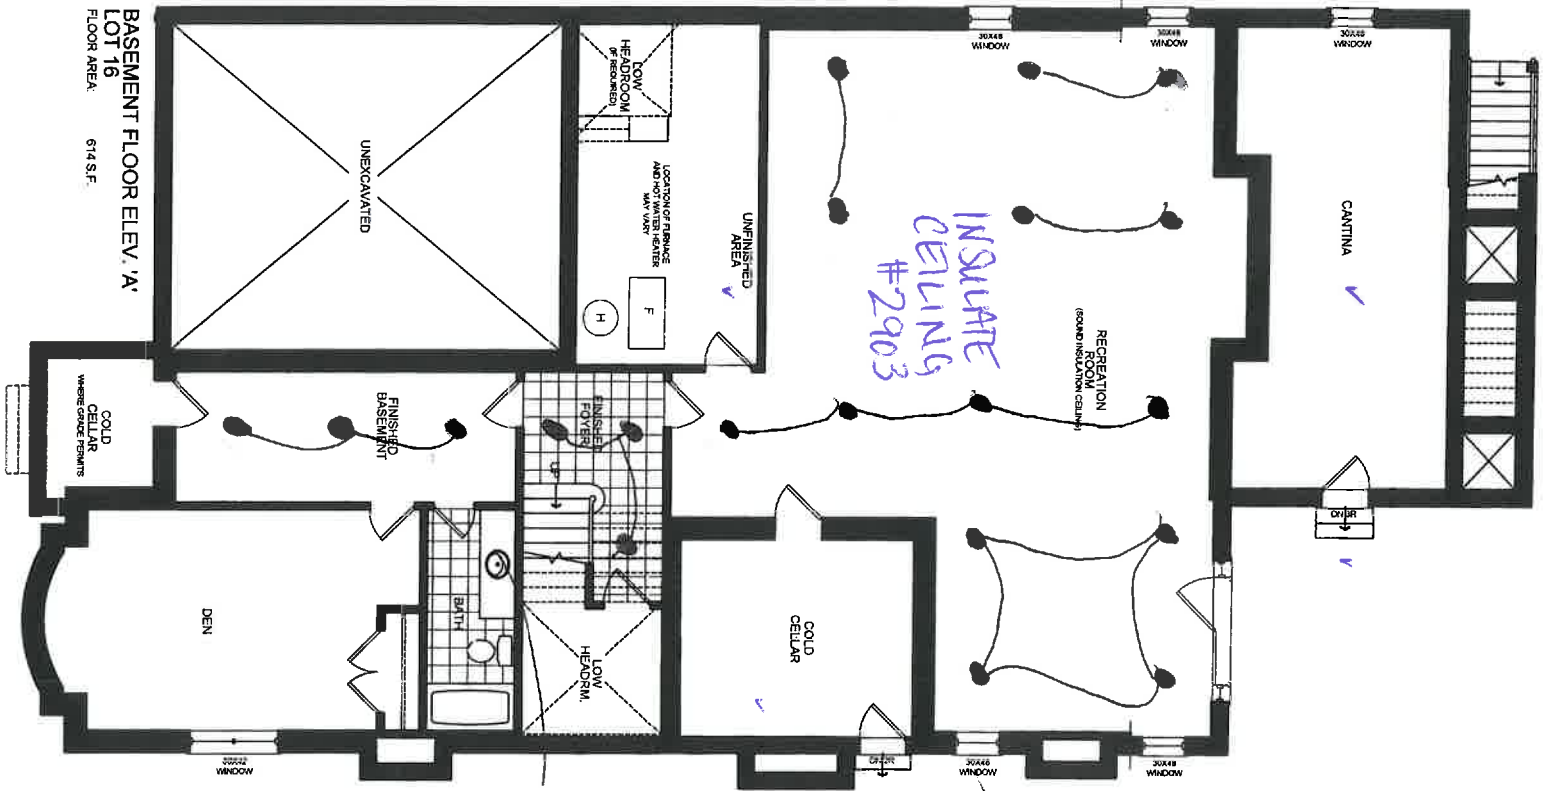 BASEMENT FLOOR ELEV. 'A'
LOT 16
FLOOR AREA: 614 S.F.
UNEXCAVATED
LOW
HEADROOM
(IF REQUIRED)
LOCATION OF FURNACE
AND HOT WATER HEATER
MAY VARY
UNFINISHED
AREA
F
H
INSULATE
CEILING
#2903
RECREATION
ROOM
(SOUND INSULATION CEILING)
CANTINA
30X48
WINDOW
30X48
WINDOW
30X48
WINDOW
COLD
CELLAR
WHERE GRADE PERMITS
FINISHED
BASEMENT
FINISHED
FOYER
UP
DEN
BATH
LOW
HEADRM.
COLD
CELLAR
WINDOW
30X48
WINDOW
30X48
WINDOW